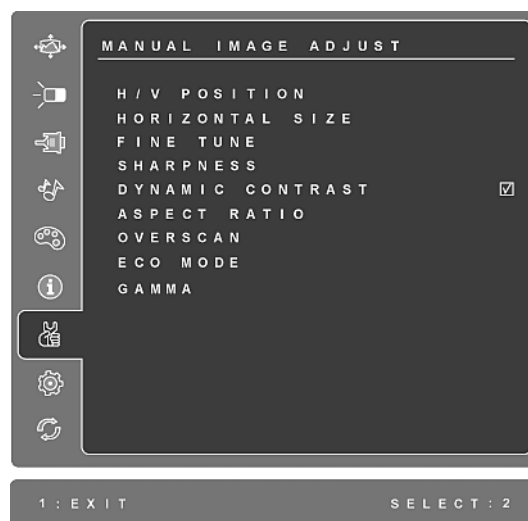 MANUAL IMAGE ADJUST
H/V POSITION
HORIZONTAL SIZE
FINE TUNE
SHARPNESS
DYNAMIC CONTRAST
ASPECT RATIO
OVERSCAN
ECO MODE
GAMMA
1:EXIT SELECT:2